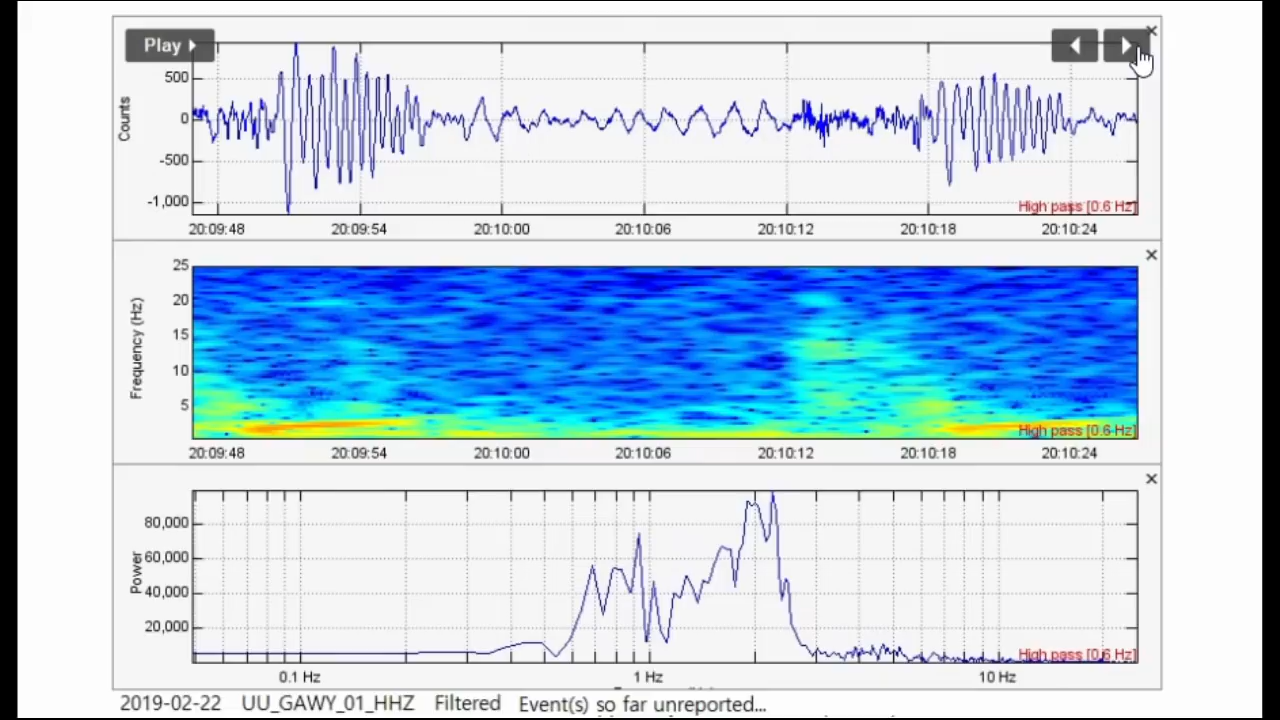 Play
500
0
-500
-1,000
Counts
High pass [0.6 Hz]
20:09:48 20:09:54 20:10:00 20:10:06 20:10:12 20:10:18 20:10:24
25
20
15
10
5
Frequency (Hz)
High pass [0.6 Hz]
20:09:48 20:09:54 20:10:00 20:10:06 20:10:12 20:10:18 20:10:24
80,000
60,000
40,000
20,000
Power
High pass [0.6 Hz]
0.1 Hz 1 Hz 10 Hz
2019-02-22 UU_GAWY_01_HHZ Filtered Event(s) so far unreported...